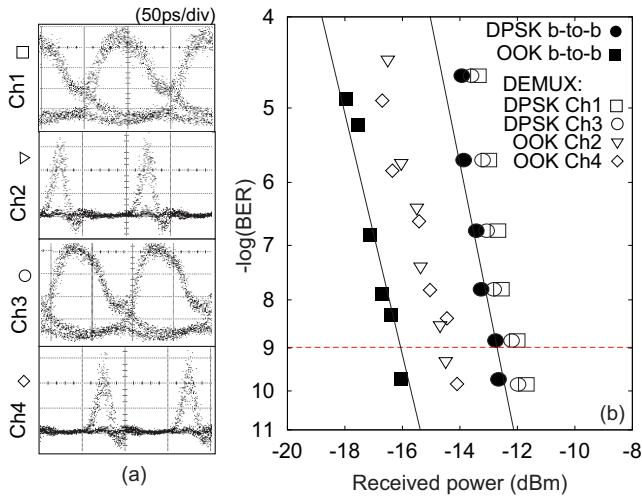 (50ps/div)
Ch1
Ch2
Ch3
Ch4
(a)
-log(BER)
4
5
6
7
8
9
10
11
DPSK b-to-b
OOK b-to-b
DEMUX:
DPSK Ch1
DPSK Ch3
OOK Ch2
OOK Ch4
(b)
-20 -18 -16 -14 -12 -10 -8
Received power (dBm)